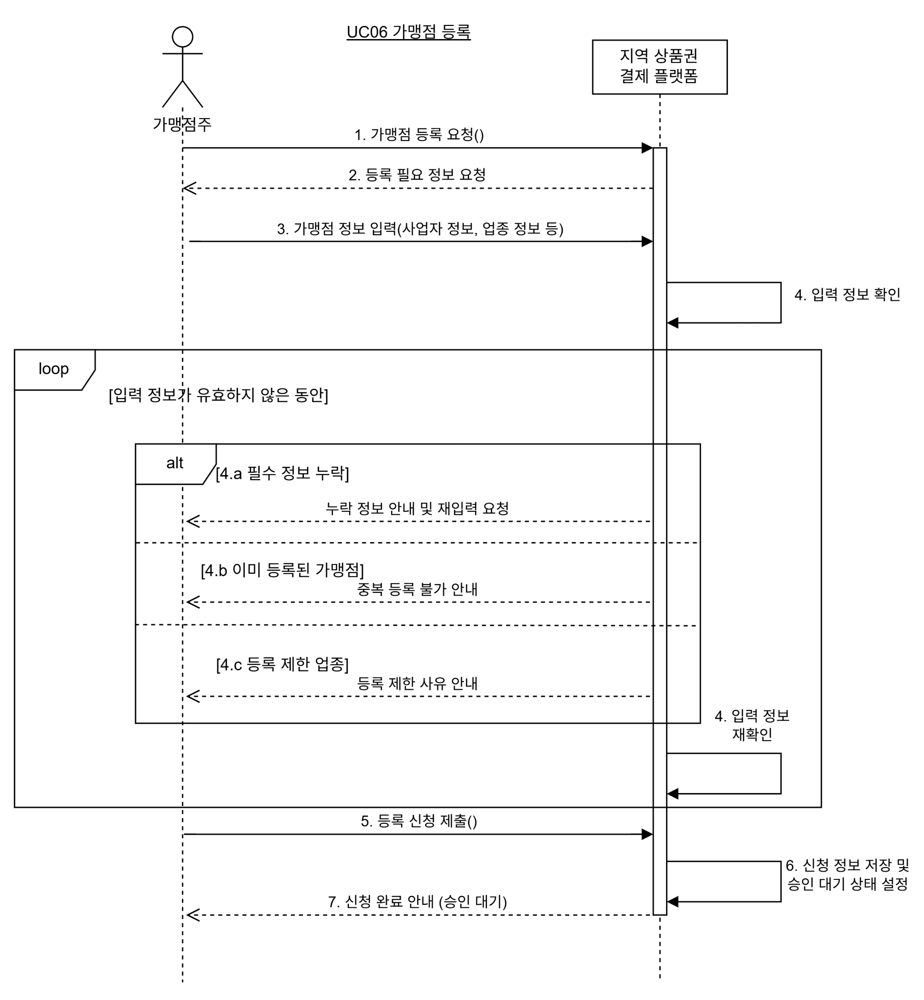 UC06 가맹점 등록
지역 상품권
결제 플랫폼
가맹점주
1. 가맹점 등록 요청()
2. 등록 필요 정보 요청
3. 가맹점 정보 입력(사업자 정보, 업종 정보 등)
4. 입력 정보 확인
loop
[입력 정보가 유효하지 않은 동안]
alt
[4.a 필수 정보 누락]
누락 정보 안내 및 재입력 요청
[4.b 이미 등록된 가맹점]
중복 등록 불가 안내
[4.c 등록 제한 업종]
등록 제한 사유 안내
4. 입력 정보
재확인
5. 등록 신청 제출()
6. 신청 정보 저장 및
승인 대기 상태 설정
7. 신청 완료 안내 (승인 대기)